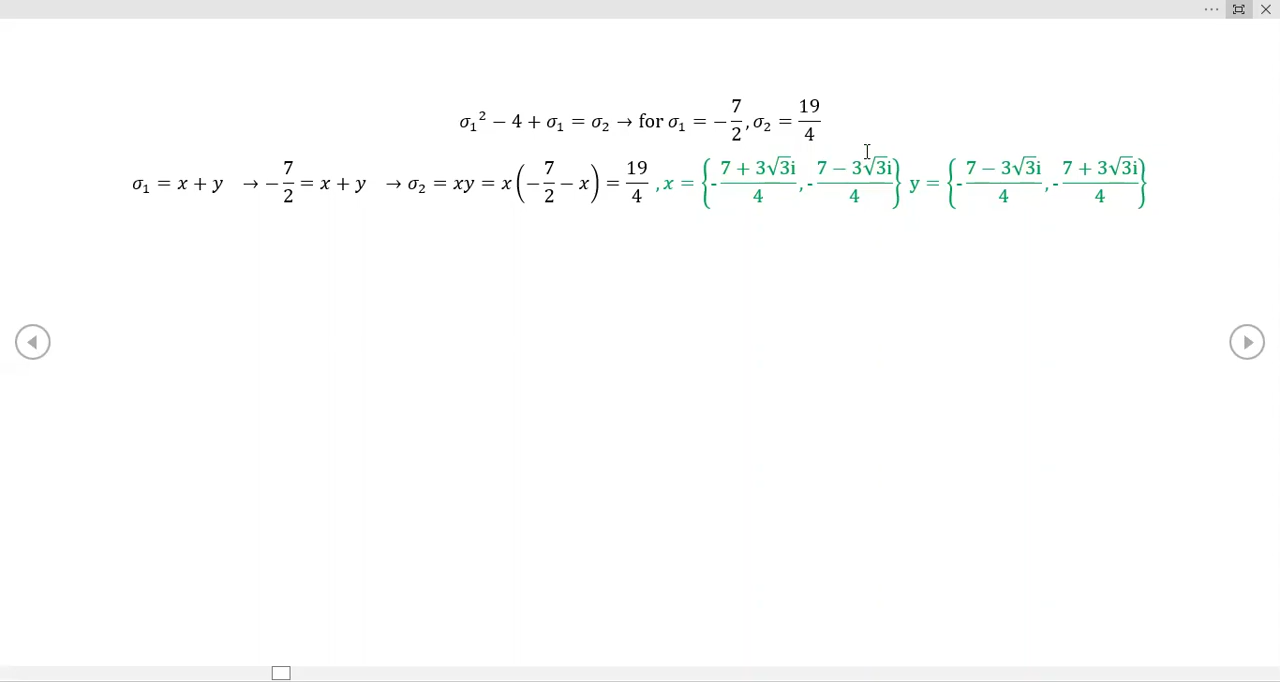 σ₁² − 4 + σ₁ = σ₂ → for σ₁ = −7/2, σ₂ = 19/4
σ₁ = x + y → −7/2 = x + y → σ₂ = xy = x(−7/2 − x) = 19/4 , x = {-(7 + 3√3i)/4, -(7 − 3√3i)/4} y = {-(7 − 3√3i)/4, -(7 + 3√3i)/4}